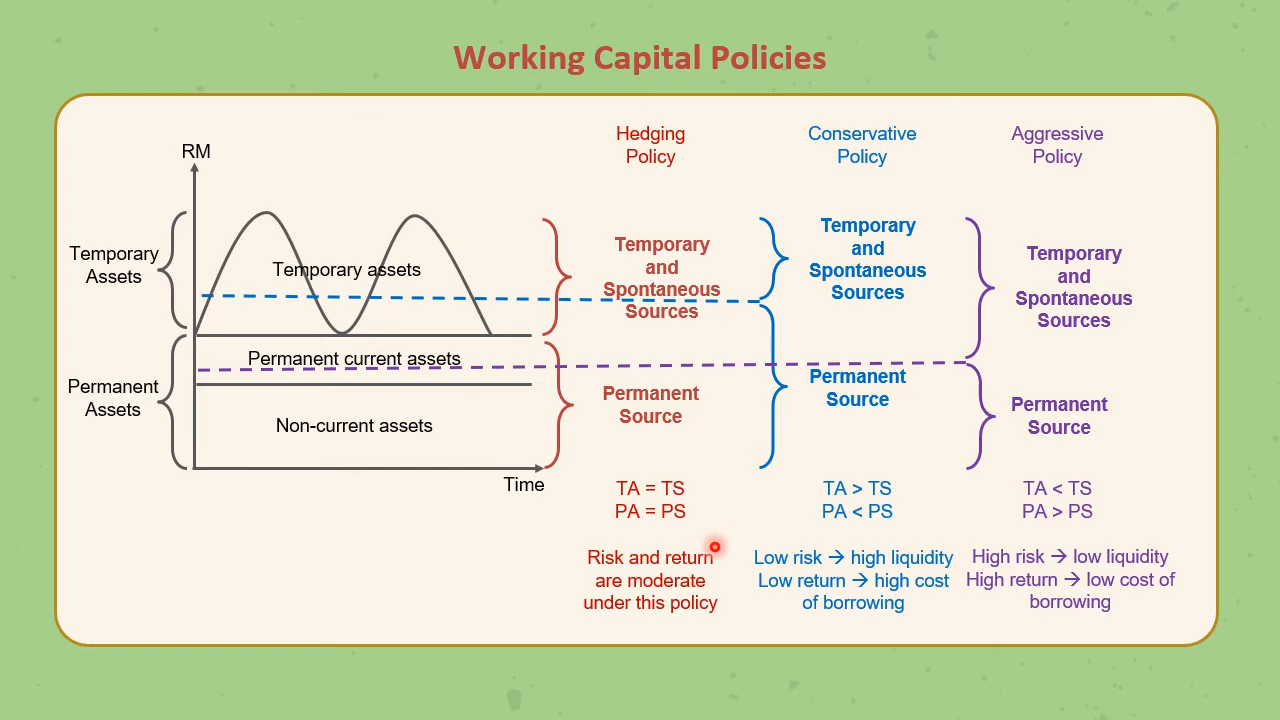 Working Capital Policies
RM
Temporary
Assets
Permanent
Assets
Temporary assets
Permanent current assets
Non-current assets
Time
Hedging
Policy
Temporary
and
Spontaneous
Sources
Permanent
Source
TA = TS
PA = PS
Risk and return
are moderate
under this policy
Conservative
Policy
Temporary
and
Spontaneous
Sources
Permanent
Source
TA > TS
PA < PS
Low risk → high liquidity
Low return → high cost
of borrowing
Aggressive
Policy
Temporary
and
Spontaneous
Sources
Permanent
Source
TA < TS
PA > PS
High risk → low liquidity
High return → low cost of
borrowing